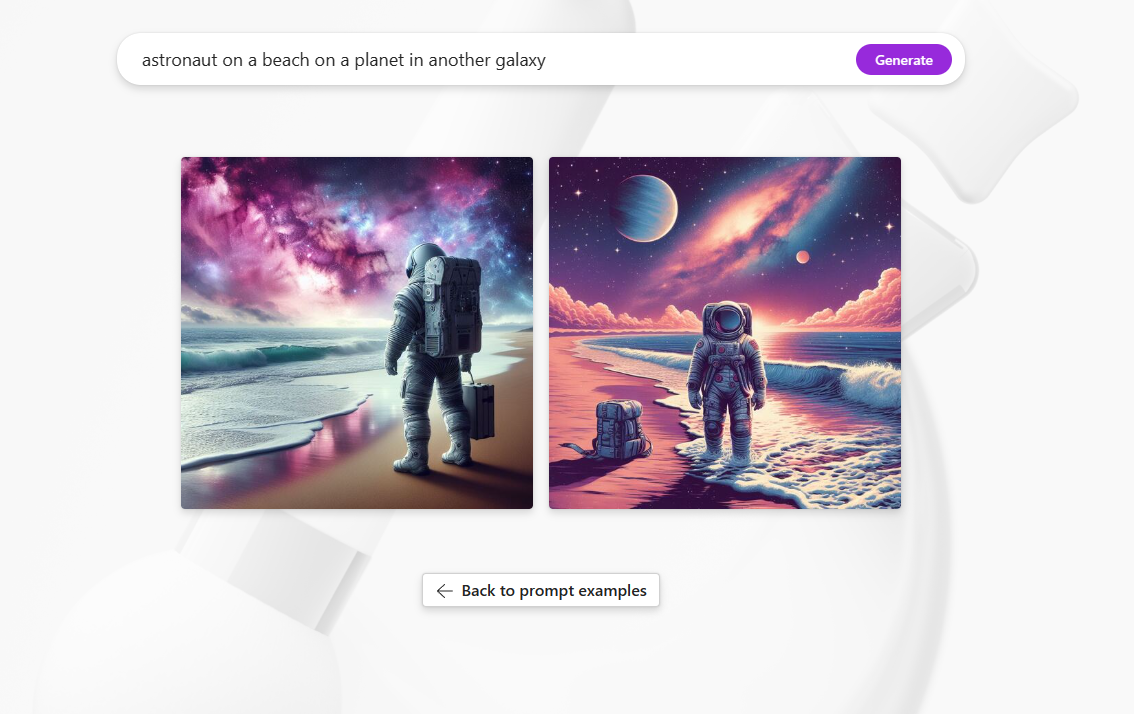 astronaut on a beach on a planet in another galaxy
Generate
Back to prompt examples